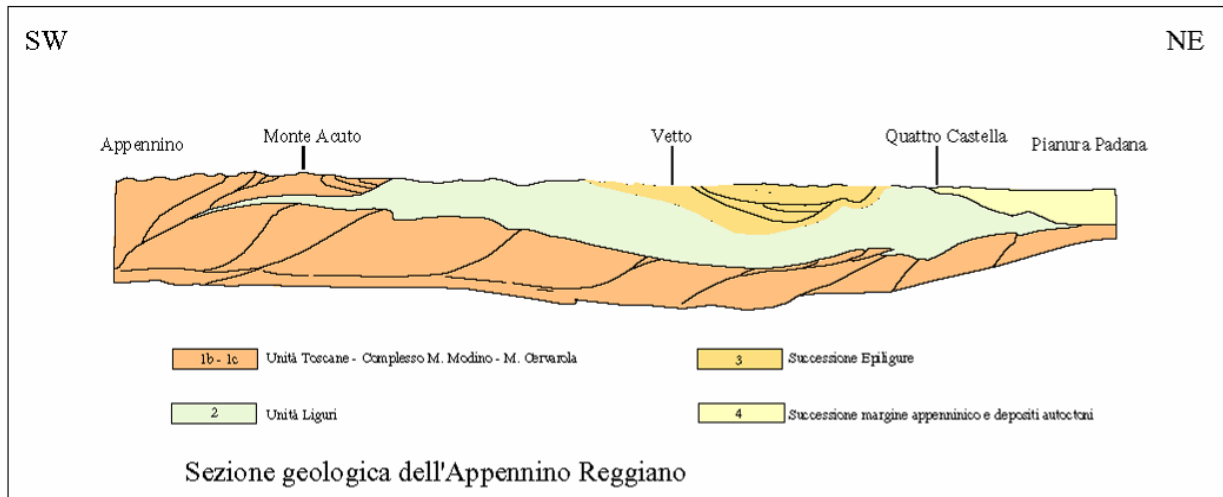 SW
NE
Appennino
Monte Acuto
Vetto
Quattro Castella
Pianura Padana
1b - 1c
Unità Toscane - Complesso M. Modino - M. Cervarola
3
Successione Epiligure
2
Unità Liguri
4
Successione margine appenninico e depositi autoctoni
Sezione geologica dell'Appennino Reggiano